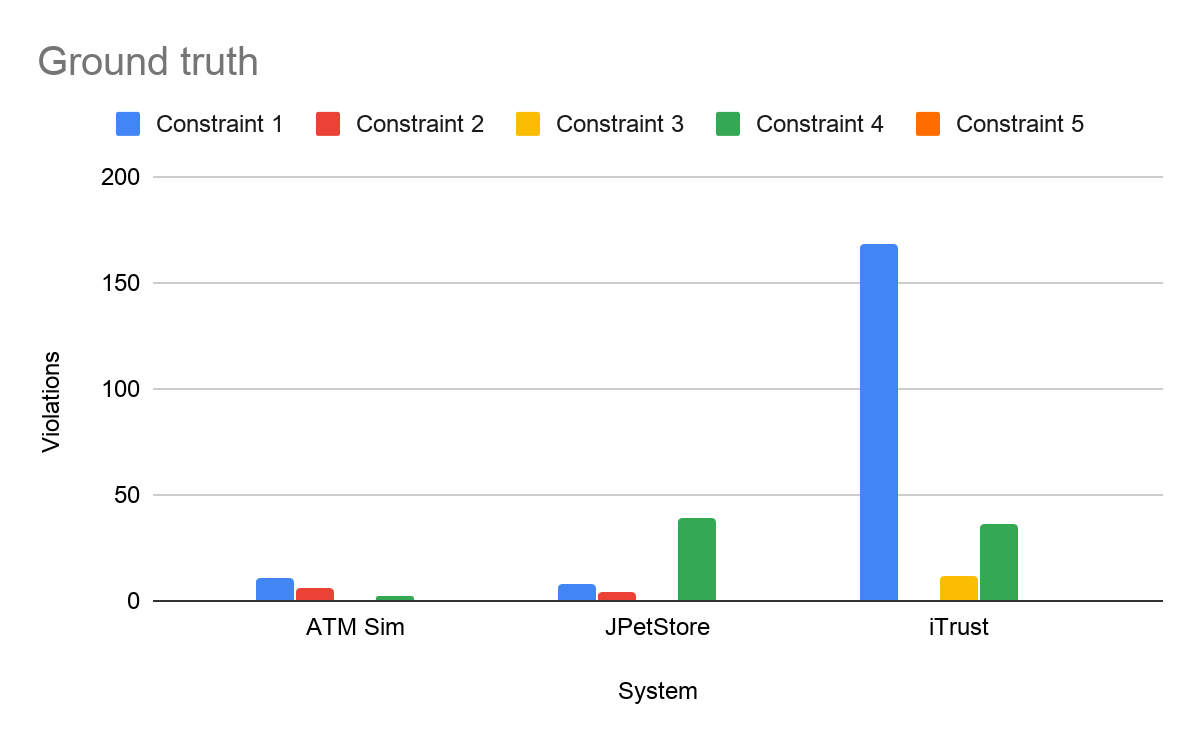 Ground truth
Constraint 1 Constraint 2 Constraint 3 Constraint 4 Constraint 5
200
150
100
50
0
Violations
ATM Sim JPetStore iTrust
System